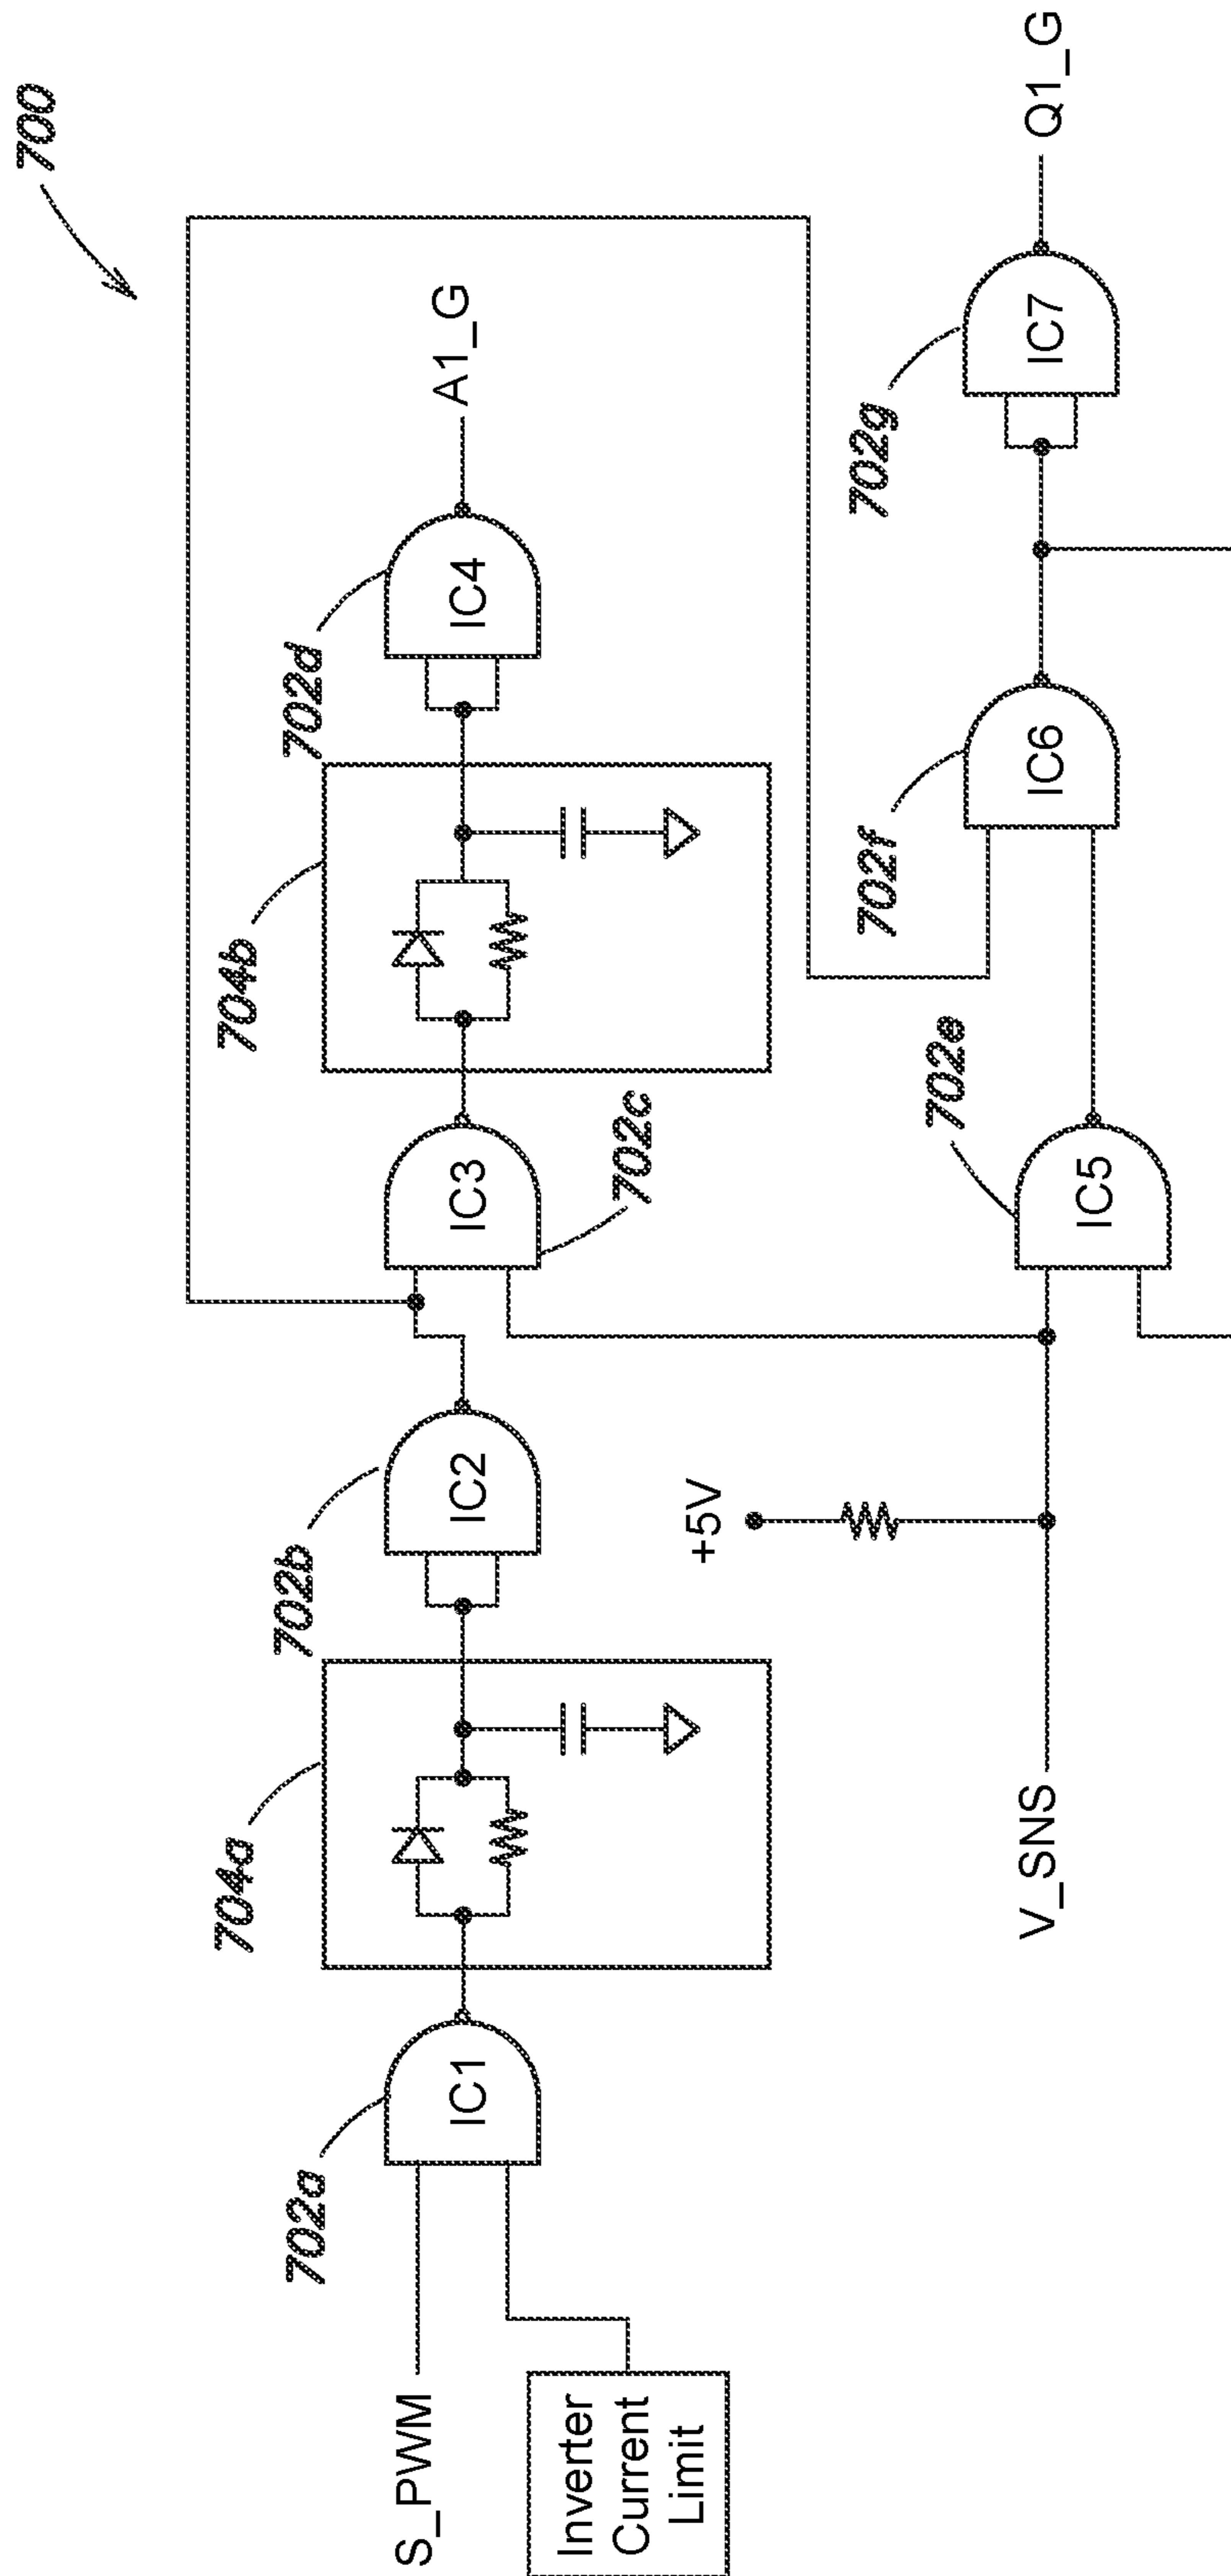 700
702a
704a
702b
704b
702d
S_PWM
IC1
IC2
IC3
IC4
A1_G
Inverter
Current
Limit
702c
+5V
702e
702f
702g
V_SNS
IC5
IC6
IC7
Q1_G